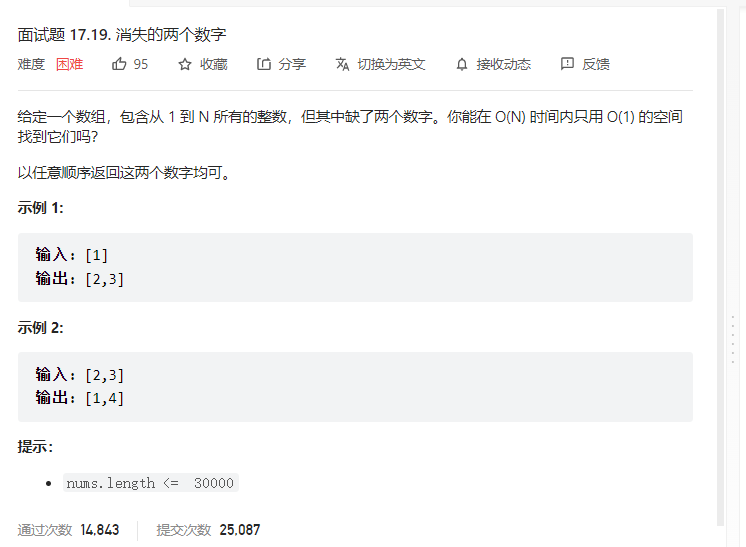 面试题 17.19. 消失的两个数字
难度 困难 95 收藏 分享 切换为英文 接收动态 反馈
给定一个数组，包含从 1 到 N 所有的整数，但其中缺了两个数字。你能在 O(N) 时间内只用 O(1) 的空间
找到它们吗？
以任意顺序返回这两个数字均可。
示例 1:
输入：[1]
输出：[2,3]
示例 2:
输入：[2,3]
输出：[1,4]
提示：
• nums.length <= 30000
通过次数 14,843 提交次数 25,087